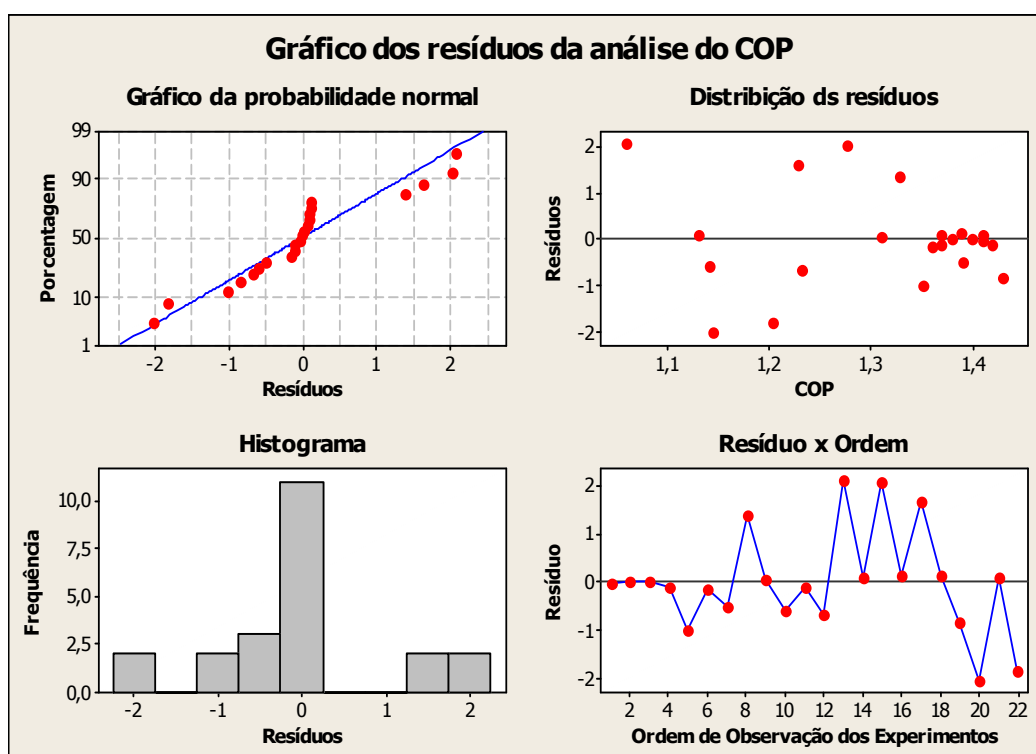 Gráfico dos resíduos da análise do COP
Gráfico da probabilidade normal
Porcentagem
99
90
50
10
1
-2 -1 0 1 2
Resíduos
Distribição ds resíduos
Resíduos
2
1
0
-1
-2
1,1 1,2 1,3 1,4
COP
Histograma
Frequência
10,0
7,5
5,0
2,5
0,0
-2 -1 0 1 2
Resíduos
Resíduo x Ordem
Resíduo
2
1
0
-1
-2
2 4 6 8 10 12 14 16 18 20 22
Ordem de Observação dos Experimentos